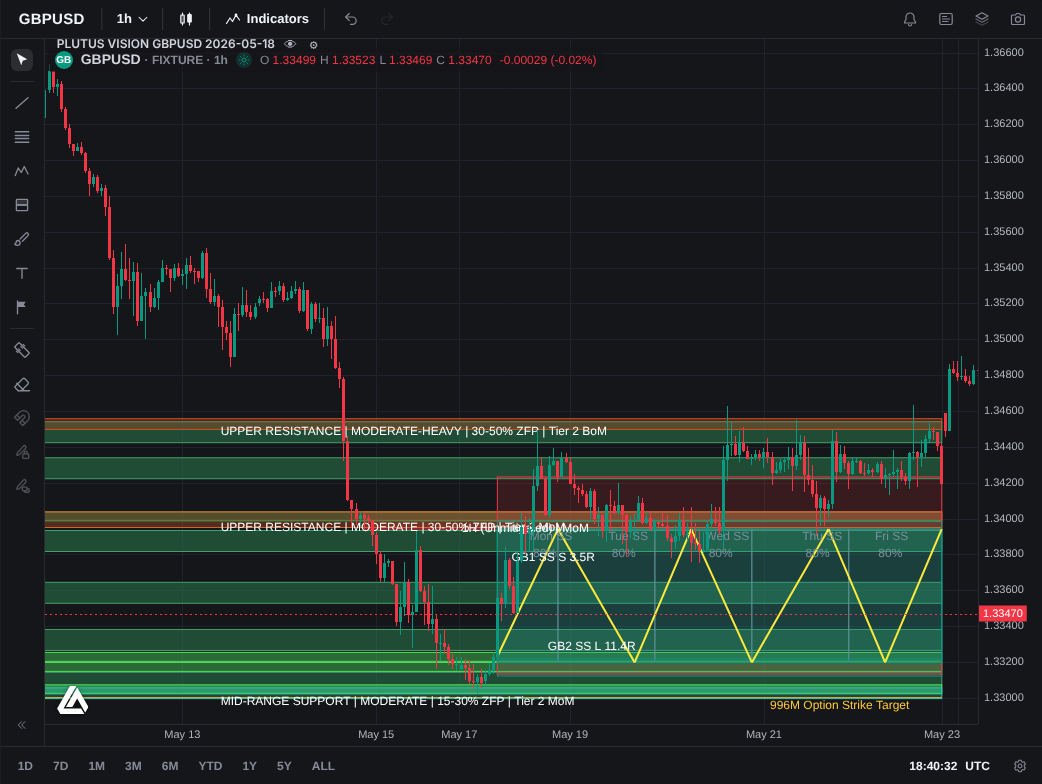 GBPUSD 1h Indicators
PLUTUS VISION GBPUSD 2026-05-18
GB GBPUSD · FIXTURE · 1h O 1.33499 H 1.33523 L 1.33469 C 1.33470 -0.00029 (-0.02%)
1.36600
1.36400
1.36200
1.36000
1.35800
1.35600
1.35400
1.35200
1.35000
1.34800
1.34600
UPPER RESISTANCE | MODERATE-HEAVY | 30-50% ZFP | Tier 2 BoM
1.34400
1.34200
1.34000
UPPER RESISTANCE | MODERATE | 30-50% ZFP | Tier
Mon SS Tue SS Wed SS Thu SS Fri SS
80% 80% 80% 80% 80%
1.33800
GB1 SS S 3.5R
1.33600
1.33470
1.33400
GB2 SS L 11.4R
1.33200
MID-RANGE SUPPORT | MODERATE | 15-30% ZFP | Tier 2 MoM
1.33000
996M Option Strike Target
May 13 May 15 May 17 May 19 May 21 May 23
1D 7D 1M 3M 6M YTD 1Y 5Y ALL 18:40:32 UTC